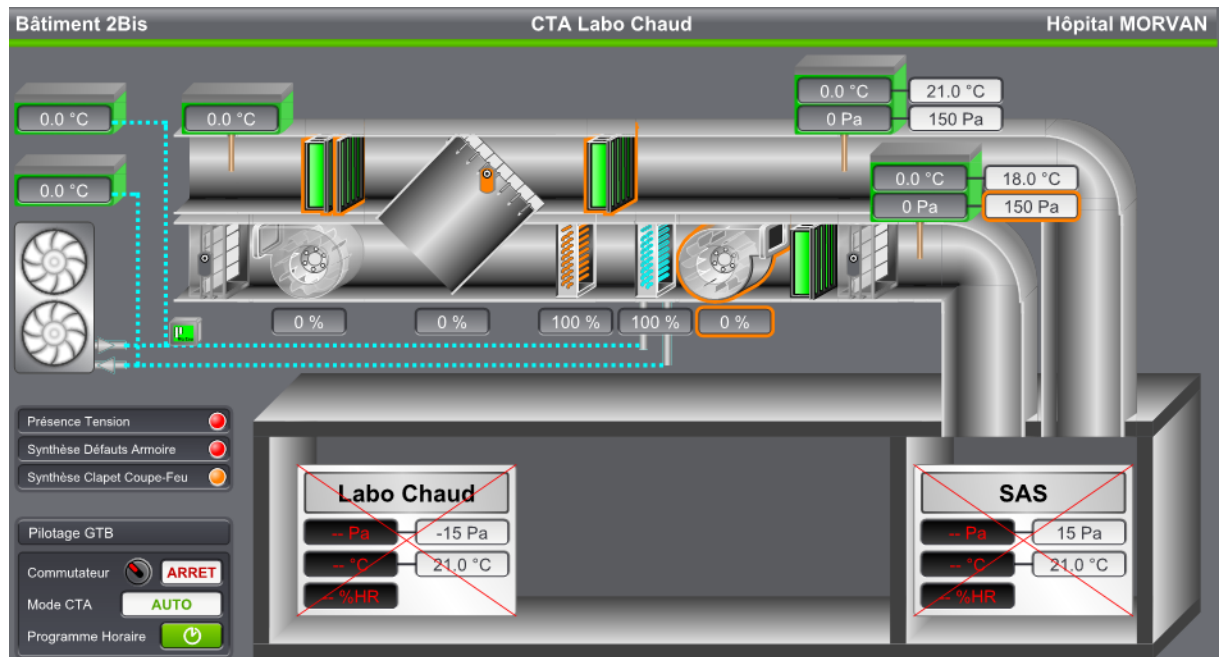 Bâtiment 2Bis
CTA Labo Chaud
Hôpital MORVAN
0.0 °C
0.0 °C
0.0 °C
21.0 °C
0 Pa
150 Pa
0.0 °C
0.0 °C
18.0 °C
0 Pa
150 Pa
0 %
0 %
100 %
100 %
0 %
Présence Tension
Synthèse Défauts Armoire
Synthèse Clapet Coupe-Feu
Pilotage GTB
Commutateur
ARRET
Mode CTA
AUTO
Programme Horaire
Labo Chaud
-- Pa
-15 Pa
-- °C
21.0 °C
-- %HR
SAS
-- Pa
15 Pa
-- °C
21.0 °C
-- %HR